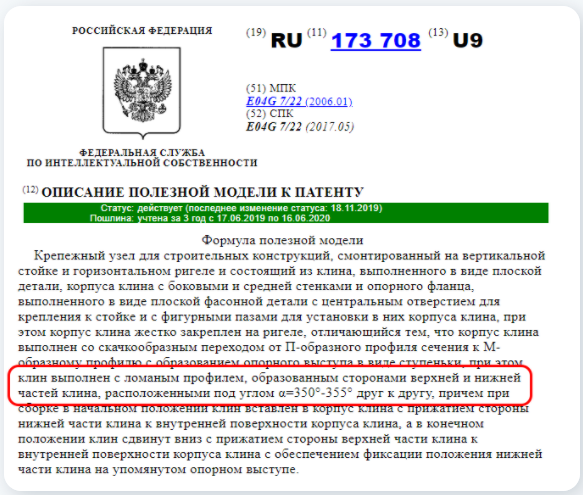 РОССИЙСКАЯ ФЕДЕРАЦИЯ
(19) RU (11) 173 708 (13) U9
(51) МПК
E04G 7/22 (2006.01)
(52) СПК
E04G 7/22 (2017.05)
ФЕДЕРАЛЬНАЯ СЛУЖБА
ПО ИНТЕЛЛЕКТУАЛЬНОЙ СОБСТВЕННОСТИ
(12) ОПИСАНИЕ ПОЛЕЗНОЙ МОДЕЛИ К ПАТЕНТУ
Статус: действует (последнее изменение статуса: 18.11.2019)
Пошлина: учтена за 3 год с 17.06.2019 по 16.06.2020
Формула полезной модели
Крепежный узел для строительных конструкций, смонтированный на вертикальной
стойке и горизонтальном ригеле и состоящий из клина, выполненного в виде плоской
детали, корпуса клина с боковыми и средней стенками и опорного фланца,
выполненного в виде плоской фасонной детали с центральным отверстием для
крепления к стойке и с фигурными пазами для установки в них корпуса клина, при
этом корпус клина жестко закреплен на ригеле, отличающийся тем, что корпус клина
выполнен со скачкообразным переходом от П-образного профиля сечения к М-
образному профилю с образованием опорного выступа в виде ступеньки, при этом
клин выполнен с ломаным профилем, образованным сторонами верхней и нижней
частей клина, расположенными под углом α=350°-355° друг к другу, причем при
сборке в начальном положении клин вставлен в корпус клина с прижатием стороны
нижней части клина к внутренней поверхности корпуса клина, а в конечном
положении клин сдвинут вниз с прижатием стороны верхней части клина к
внутренней поверхности корпуса клина с обеспечением фиксации положения нижней
части клина на упомянутом опорном выступе.